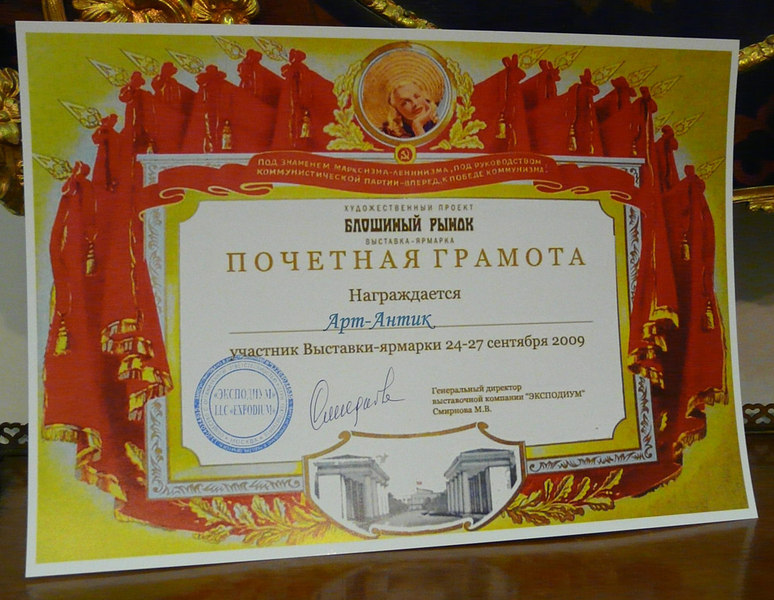 ПОД ЗНАМЕНЕМ МАРКСИЗМА-ЛЕНИНИЗМА, ПОД РУКОВОДСТВОМ
КОММУНИСТИЧЕСКОЙ ПАРТИИ-ВПЕРЕД, К ПОБЕДЕ КОММУНИЗМА!
ХУДОЖЕСТВЕННЫЙ ПРОЕКТ
БЛОШИНЫЙ РЫНОК
ВЫСТАВКА-ЯРМАРКА
ПОЧЕТНАЯ ГРАМОТА
Награждается
Арт-Антик
участник Выставки-ярмарки 24-27 сентября 2009
«ЭКСПОДИУМ»
LLC «EXPODIUM»
МОСКВА
Генеральный директор
выставочной компании "ЭКСПОДИУМ"
Смирнова М.В.